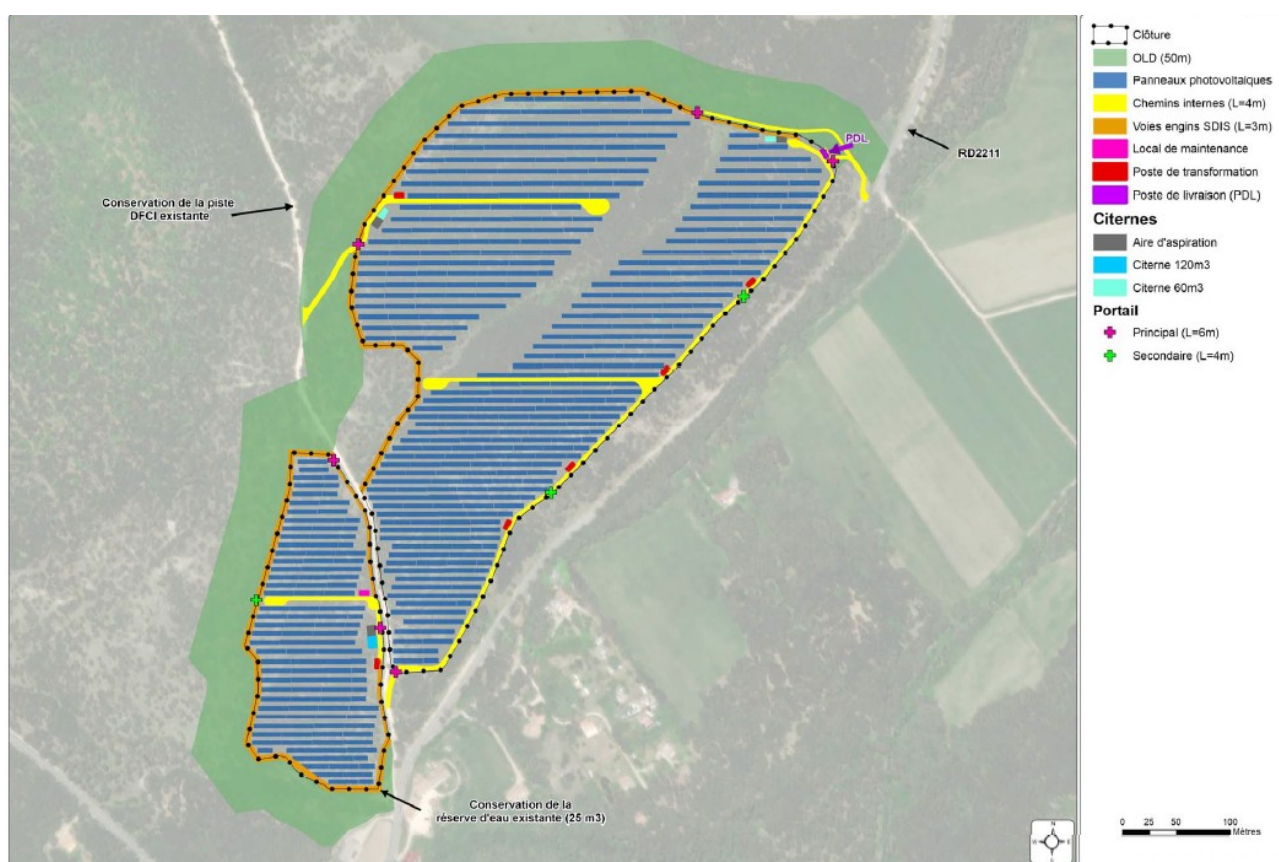 Conservation de la piste
DFCI existante
PDL
RD2211
Conservation de la
réserve d'eau existante (25 m3)
N
W
E
S
Clôture
OLD (50m)
Panneaux photovoltaiques
Chemins internes (L=4m)
Voies engins SDIS (L=3m)
Local de maintenance
Poste de transformation
Poste de livraison (PDL)
Citernes
Aire d'aspiration
Citerne 120m3
Citerne 60m3
Portail
Principal (L=6m)
Secondaire (L=4m)
0 25 50 100
Mètres